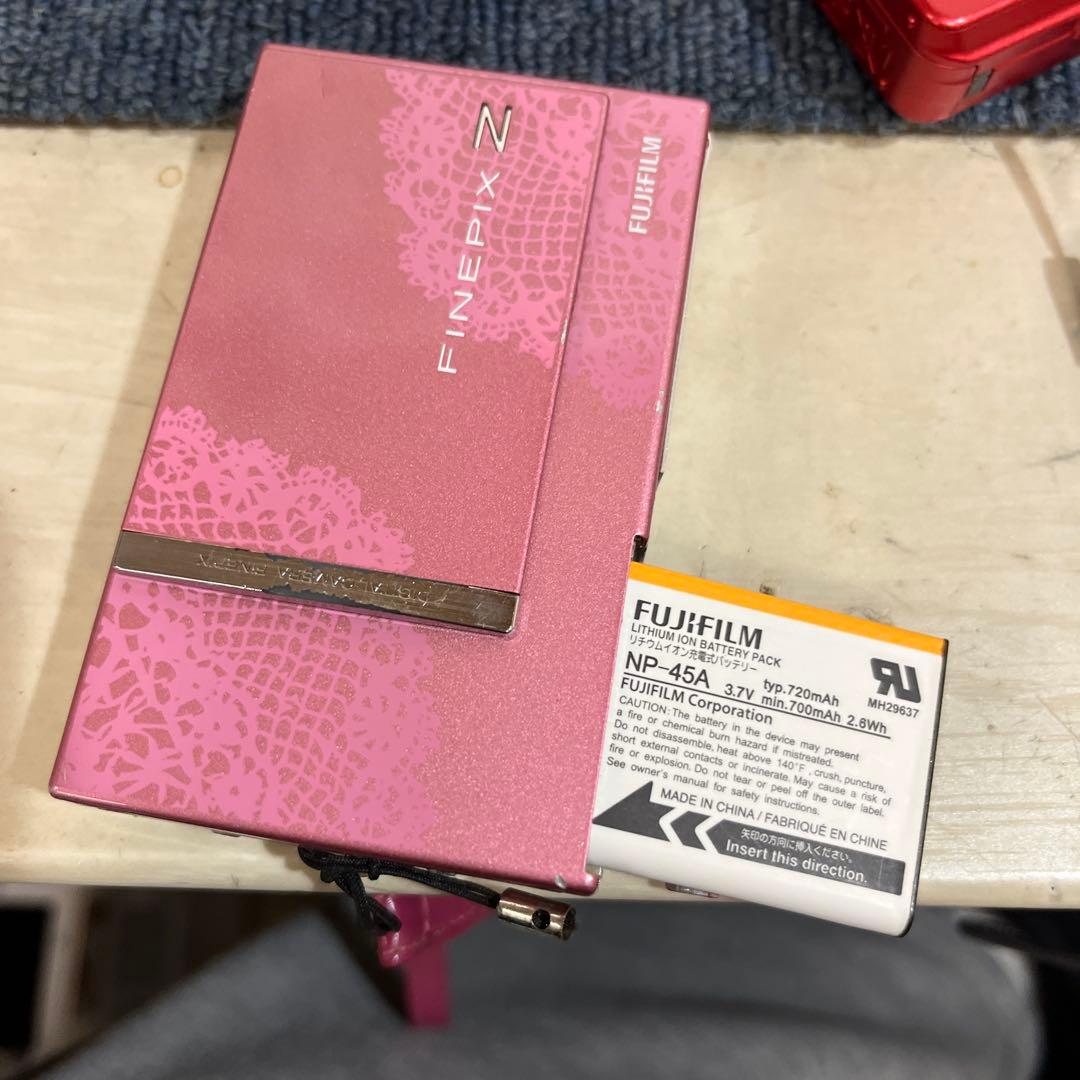 FINEPIX Z
FUJIFILM
DIGITAL CAMERA FINEPIX
FUJIFILM
LITHIUM ION BATTERY PACK
リチウムイオン充電式バッテリー
NP-45A 3.7V typ.720mAh min.700mAh 2.6Wh
MH29637
FUJIFILM Corporation
CAUTION: The battery in the device may present
a fire or chemical burn hazard if mistreated.
Do not disassemble, heat above 140°F, crush, puncture,
short external contacts or incinerate. May cause a risk of
fire or explosion. Do not tear or peel off the outer label.
See owner's manual for safety instructions.
MADE IN CHINA / FABRIQUÉ EN CHINE
矢印の方向に挿入ください。
Insert this direction.